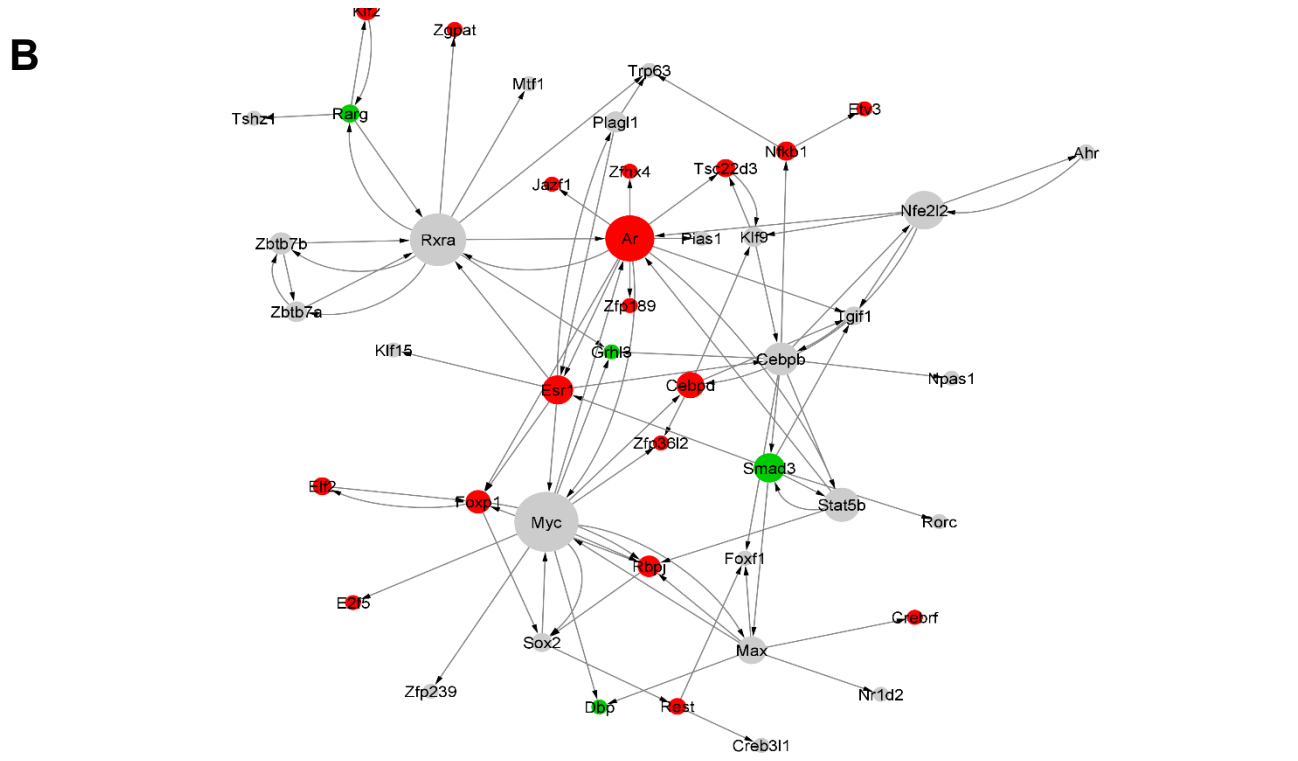 B
Klf2
Zgpat
Trp63
Mtf1
Etv3
Tshz1
Rarg
Plagl1
Nfkb1
Ahr
Tsc22d3
Zfhx4
Jazf1
Nfe2l2
Zbtb7b
Rxra
Ar
Pias1
Klf9
Zfp189
Zbtb7a
Tgif1
Klf15
Grhl3
Cebpb
Npas1
Esr1
Cebpd
Zfp36l2
Smad3
Elf2
Foxp1
Stat5b
Myc
Rorc
Foxf1
Rbpj
E2f5
Crebrf
Sox2
Max
Zfp239
Nr1d2
Dbp
Rest
Creb3l1